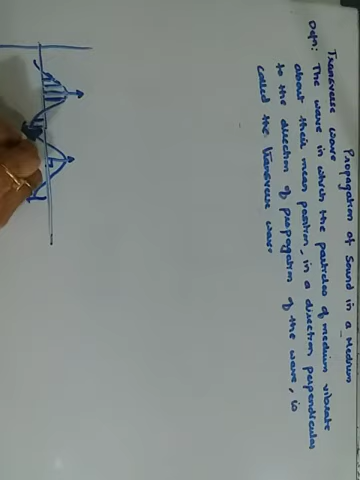 Propagation of Sound in a Medium
Transverse wave
Defn: The wave in which the particles of medium vibrate
about their mean position, in a direction perpendicular
to the direction of propagation of the wave, is
called the transverse wave